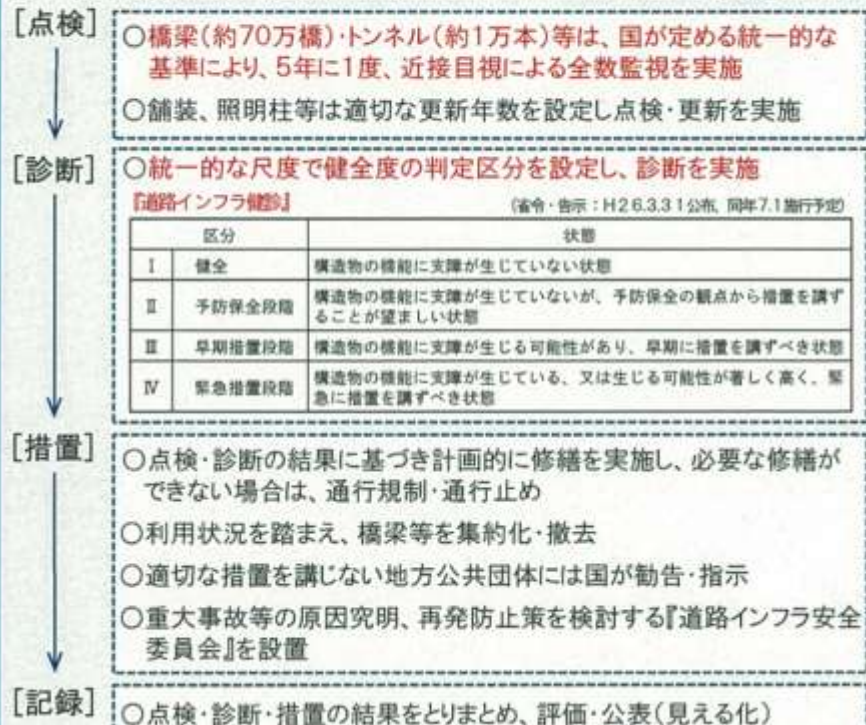 [点検]
○橋梁(約70万橋)・トンネル(約1万本)等は、国が定める統一的な
基準により、5年に1度、近接目視による全数監視を実施
○舗装、照明柱等は適切な更新年数を設定し点検・更新を実施
[診断]
○統一的な尺度で健全度の判定区分を設定し、診断を実施
『道路インフラ健診』
(省令・告示:H26.3.31公布、同年7.1施行予定)
区分 状態
Ⅰ 健全 構造物の機能に支障が生じていない状態
Ⅱ 予防保全段階 構造物の機能に支障が生じていないが、予防保全の観点から措置を講ず
ることが望ましい状態
Ⅲ 早期措置段階 構造物の機能に支障が生じる可能性があり、早期に措置を講ずべき状態
Ⅳ 緊急措置段階 構造物の機能に支障が生じている、又は生じる可能性が著しく高く、緊
急に措置を講ずべき状態
[措置]
○点検・診断の結果に基づき計画的に修繕を実施し、必要な修繕が
できない場合は、通行規制・通行止め
○利用状況を踏まえ、橋梁等を集約化・撤去
○適切な措置を講じない地方公共団体には国が勧告・指示
○重大事故等の原因究明、再発防止策を検討する『道路インフラ安全
委員会』を設置
[記録]
○点検・診断・措置の結果をとりまとめ、評価・公表(見える化)